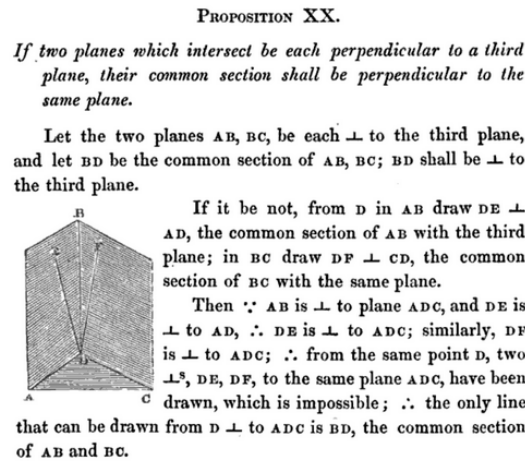 PROPOSITION XX.
If two planes which intersect be each perpendicular to a third
plane, their common section shall be perpendicular to the
same plane.
Let the two planes AB, BC, be each ⊥ to the third plane,
and let BD be the common section of AB, BC; BD shall be ⊥ to
the third plane.
If it be not, from D in AB draw DE ⊥
AD, the common section of AB with the third
plane; in BC draw DF ⊥ CD, the common
section of BC with the same plane.
Then ∵ AB is ⊥ to plane ADC, and DE is
⊥ to AD, ∴ DE is ⊥ to ADC; similarly, DF
is ⊥ to ADC; ∴ from the same point D, two
⊥ˢ, DE, DF, to the same plane ADC, have been
drawn, which is impossible; ∴ the only line
that can be drawn from D ⊥ to ADC is BD, the common section
of AB and BC.
B
E F
D
A C